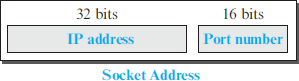 32 bits 16 bits
IP address Port number
Socket Address